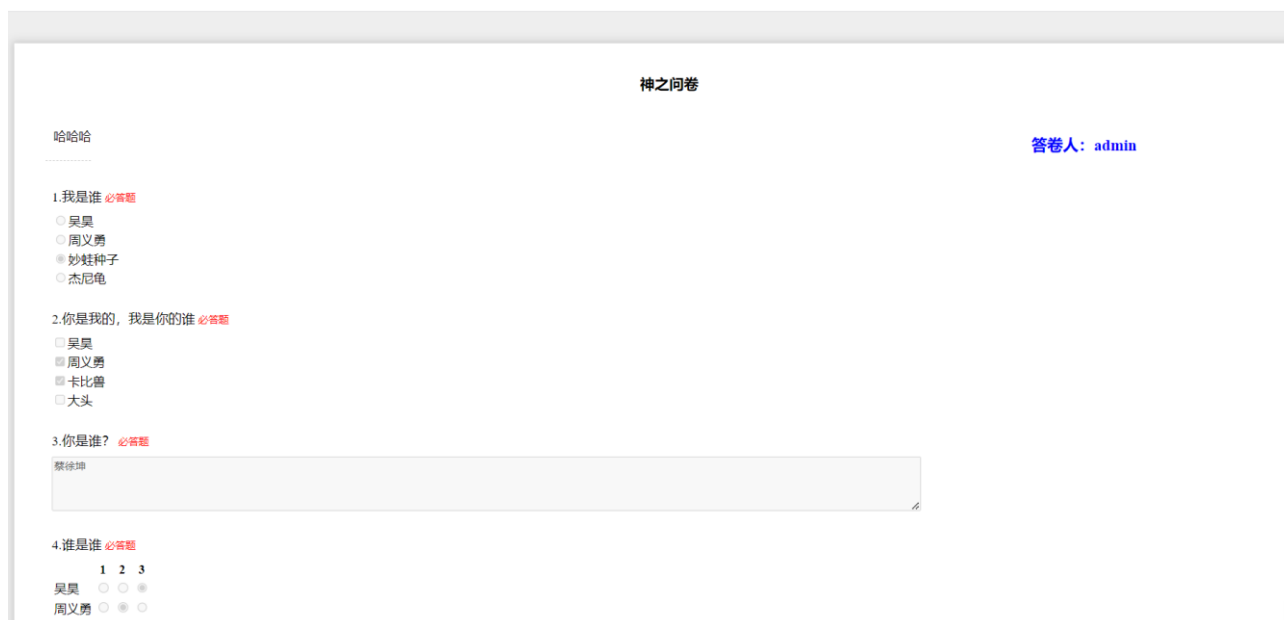 神之问卷
哈哈哈
答卷人：admin
1.我是谁 必答题
吴昊
周义勇
妙蛙种子
杰尼龟
2.你是我的，我是你的谁 必答题
吴昊
周义勇
卡比兽
大头
3.你是谁？ 必答题
蔡徐坤
4.谁是谁 必答题
1 2 3
吴昊
周义勇